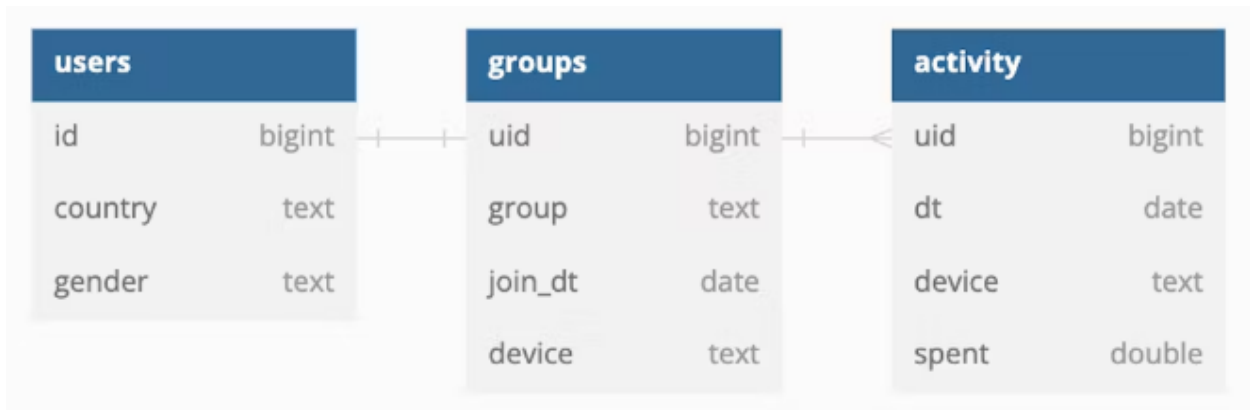 users
id bigint
country text
gender text
groups
uid bigint
group text
join_dt date
device text
activity
uid bigint
dt date
device text
spent double